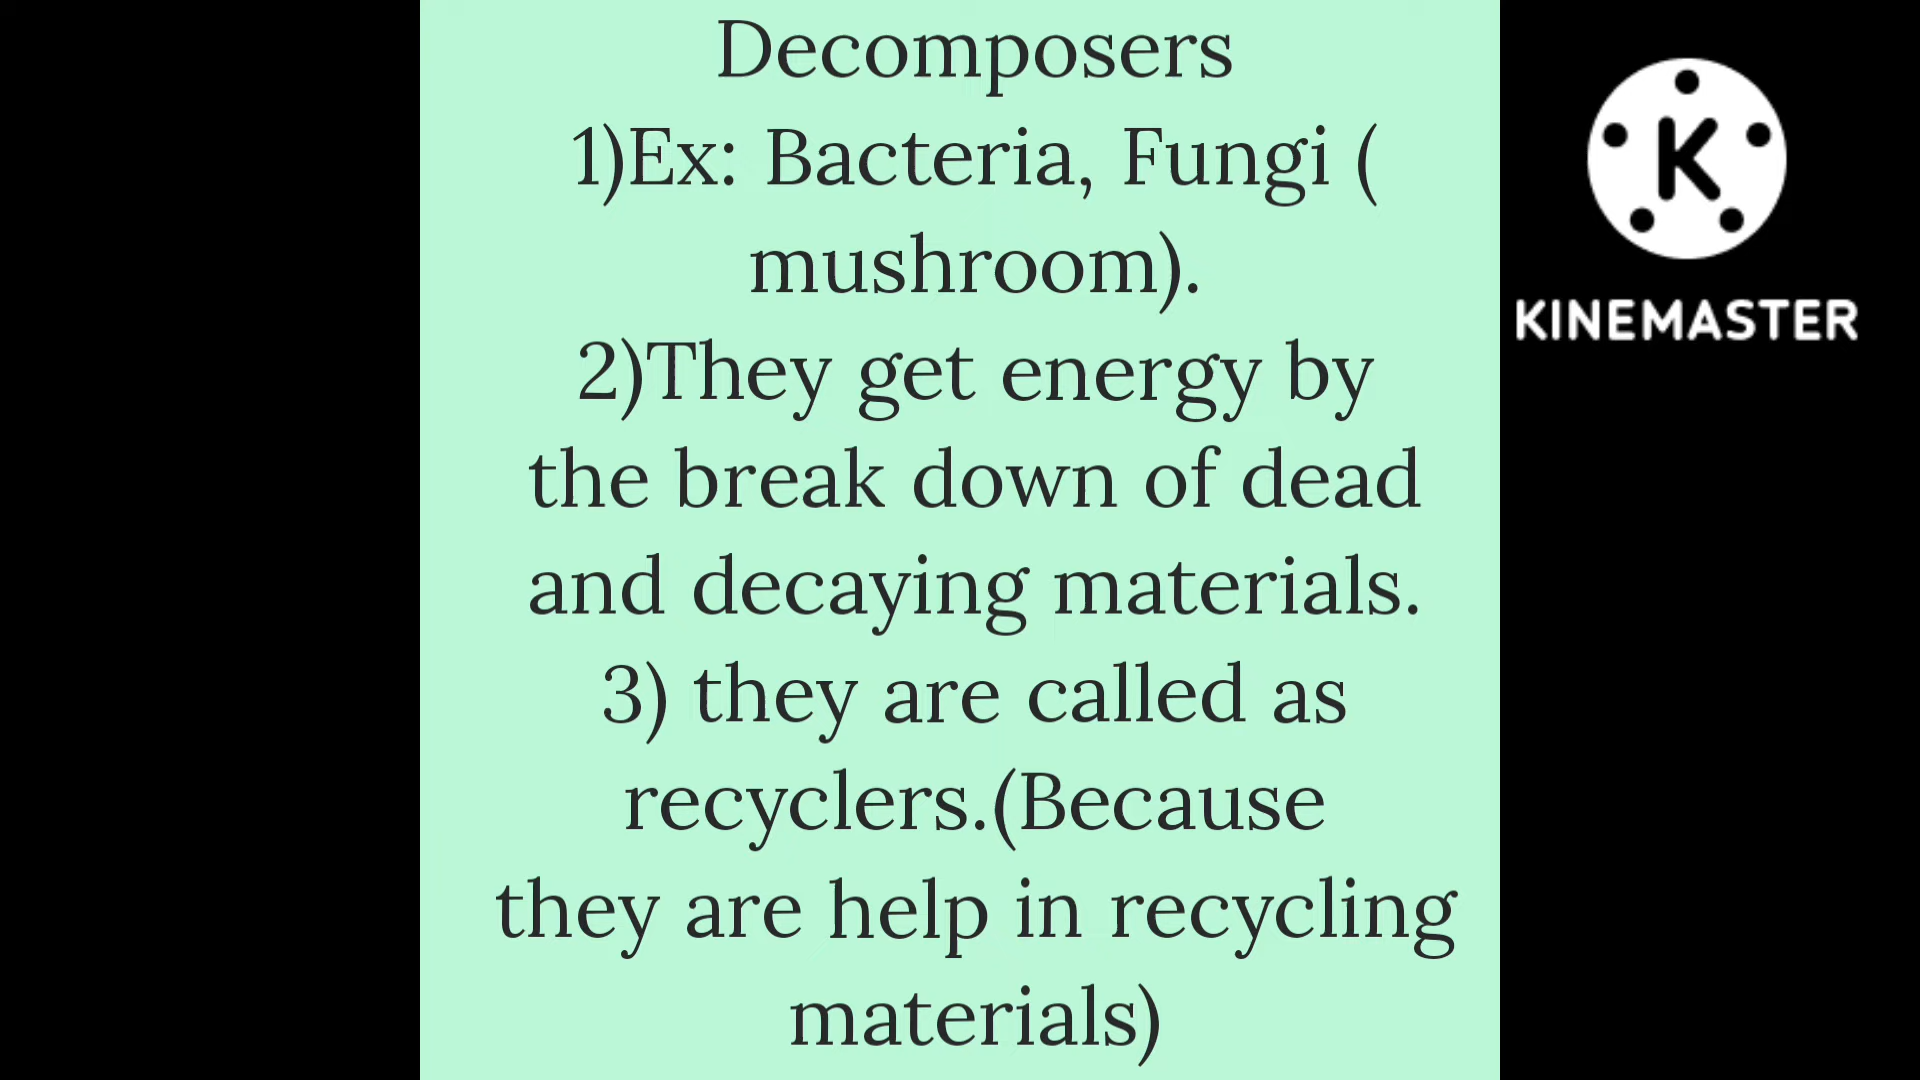 Decomposers
1)Ex: Bacteria, Fungi (
mushroom).
2)They get energy by
the break down of dead
and decaying materials.
3) they are called as
recyclers.(Because
they are help in recycling
materials)
K
KINEMASTER